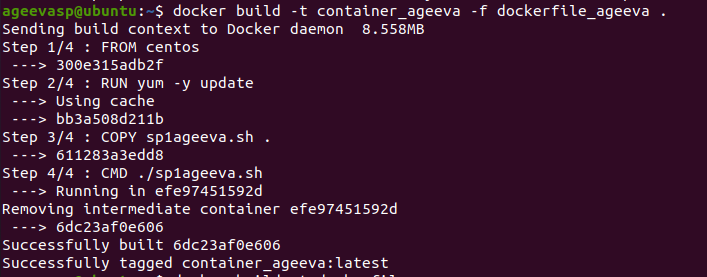 ageevasp@ubuntu:~$ docker build -t container_ageeva -f dockerfile_ageeva .
Sending build context to Docker daemon  8.558MB
Step 1/4 : FROM centos
 ---> 300e315adb2f
Step 2/4 : RUN yum -y update
 ---> Using cache
 ---> bb3a508d211b
Step 3/4 : COPY sp1ageeva.sh .
 ---> 611283a3edd8
Step 4/4 : CMD ./sp1ageeva.sh
 ---> Running in efe97451592d
Removing intermediate container efe97451592d
 ---> 6dc23af0e606
Successfully built 6dc23af0e606
Successfully tagged container_ageeva:latest